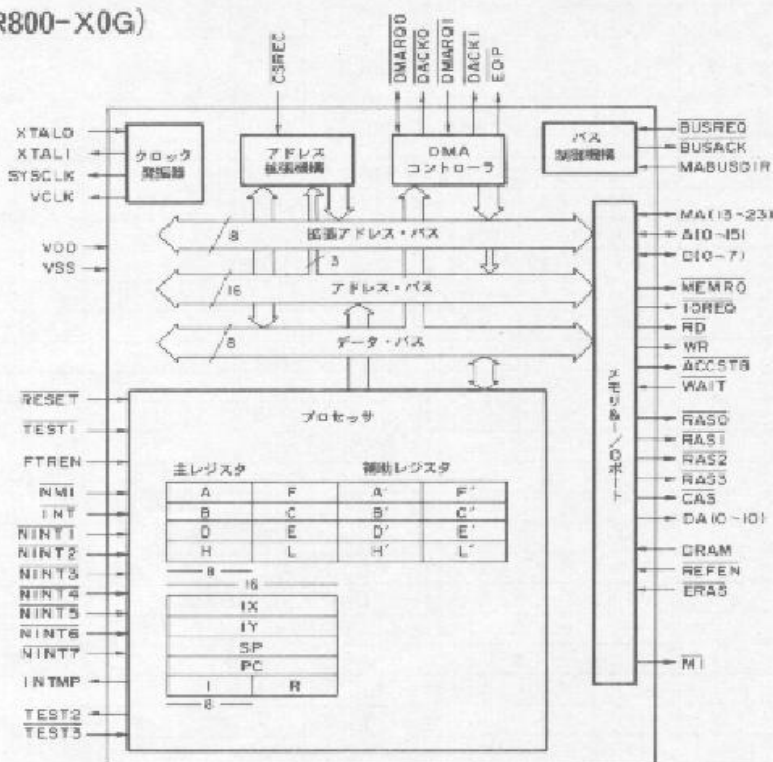 R800-X0G)
CSREC
DMARQ0
DACK0
DMARQ1
DACK1
EOP
XTAL0
XTAL1
SYSCLK
VCLK
VDD
VSS
クロック
発振器
アドレス
拡張機構
DMA
コントローラ
バス
制御機構
BUSREQ
BUSACK
MABUSDIR
8
拡張アドレス・バス
3
16
アドレス・バス
8
データ・バス
MA(13~23)
A(0~15)
D(0~7)
MEMRQ
IOREQ
RD
WR
ACCSTB
WAIT
RAS0
RAS1
RAS2
RAS3
CAS
DA(0~10)
DRAM
REFEN
ERAS
M1
メモリ&I/Oポート
RESET
TEST1
FTREN
NMI
INT
NINT1
NINT2
NINT3
NINT4
NINT5
NINT6
NINT7
INTMP
TEST2
TEST3
プロセッサ
主レジスタ 補助レジスタ
A F A' F'
B C B' C'
D E D' E'
H L H' L'
8
16
IX
IY
SP
PC
I R
8